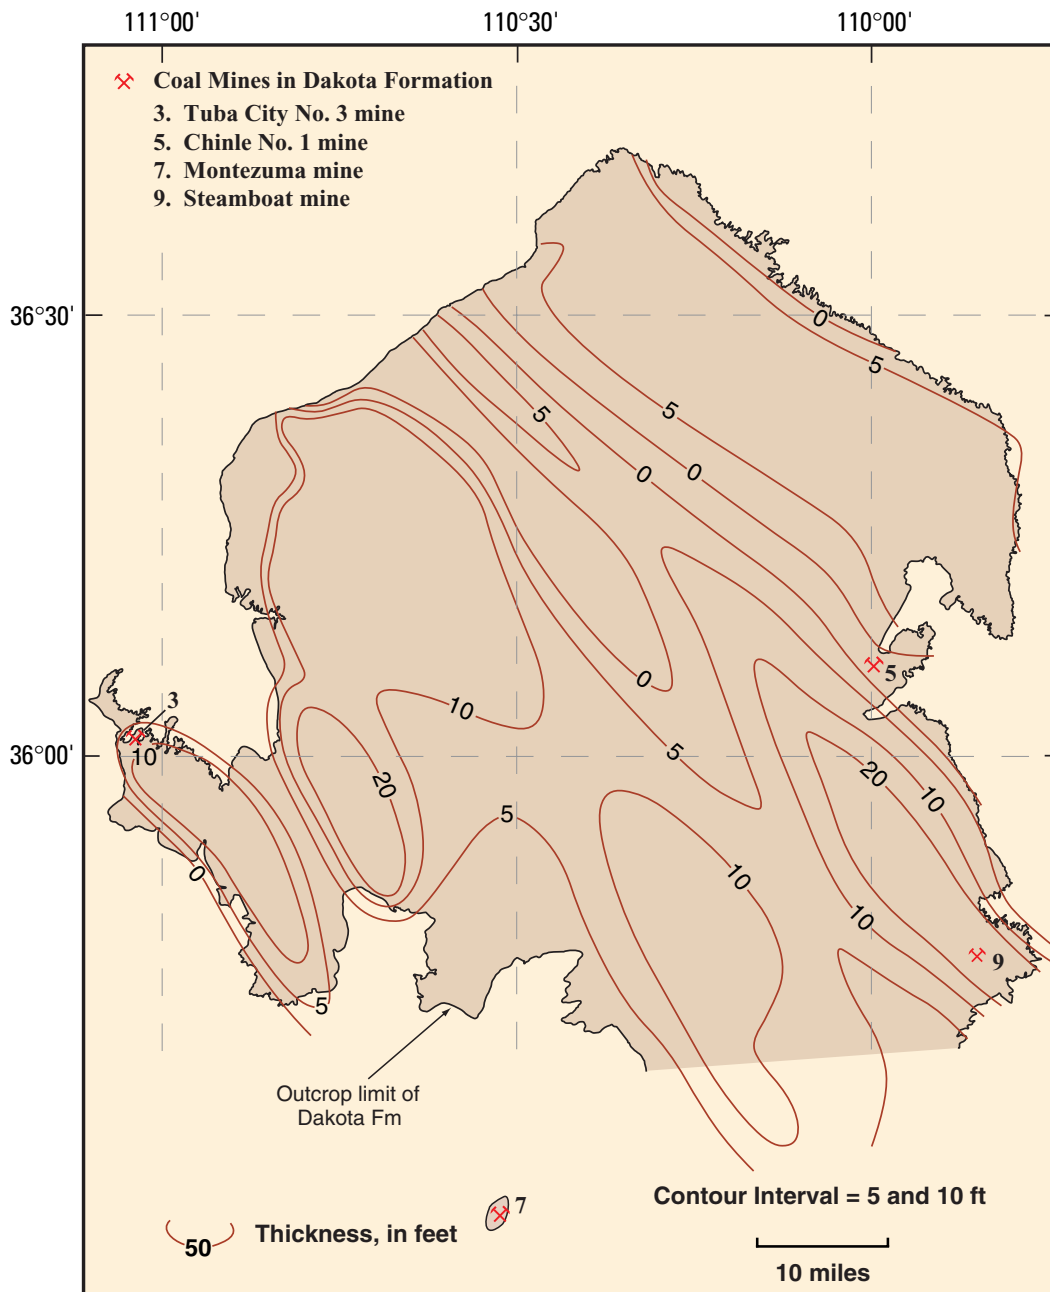 111°00' 110°30' 110°00'
Coal Mines in Dakota Formation
3. Tuba City No. 3 mine
5. Chinle No. 1 mine
7. Montezuma mine
9. Steamboat mine
36°30'
0
5
5
5
0
0
5
3
0
10
36°00'
10
5
20
20
10
5
0
10
10
9
5
Outcrop limit of
Dakota Fm
7
Contour Interval = 5 and 10 ft
50
Thickness, in feet
10 miles